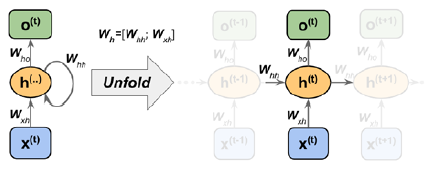 o(t)
Who
h(..)
Whh
Wxh
x(t)
Wh=[Whh; Wxh]
Unfold
o(t-1)
Who
h(t-1)
Whh
Wxh
x(t-1)
o(t)
Who
h(t)
Whh
Wxh
x(t)
o(t+1)
Who
h(t+1)
Wxh
x(t+1)